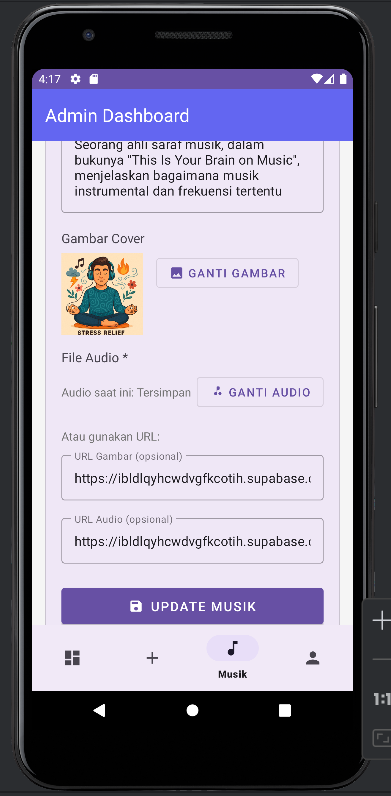 4:17
Admin Dashboard
Seorang ahli saraf musik, dalam
bukunya "This Is Your Brain on Music",
menjelaskan bagaimana musik
instrumental dan frekuensi tertentu
Gambar Cover
STRESS RELIEF
GANTI GAMBAR
File Audio *
Audio saat ini: Tersimpan
GANTI AUDIO
Atau gunakan URL:
URL Gambar (opsional)
https://ibldlqyhcwdvgfkcotih.supabase.c
URL Audio (opsional)
https://ibldlqyhcwdvgfkcotih.supabase.c
UPDATE MUSIK
Musik
1:1